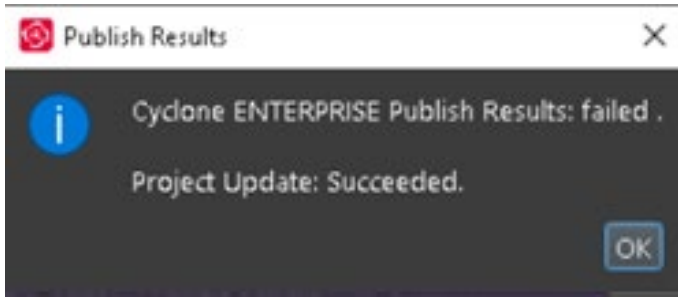 Publish Results
Cyclone ENTERPRISE Publish Results: failed .
Project Update: Succeeded.
OK